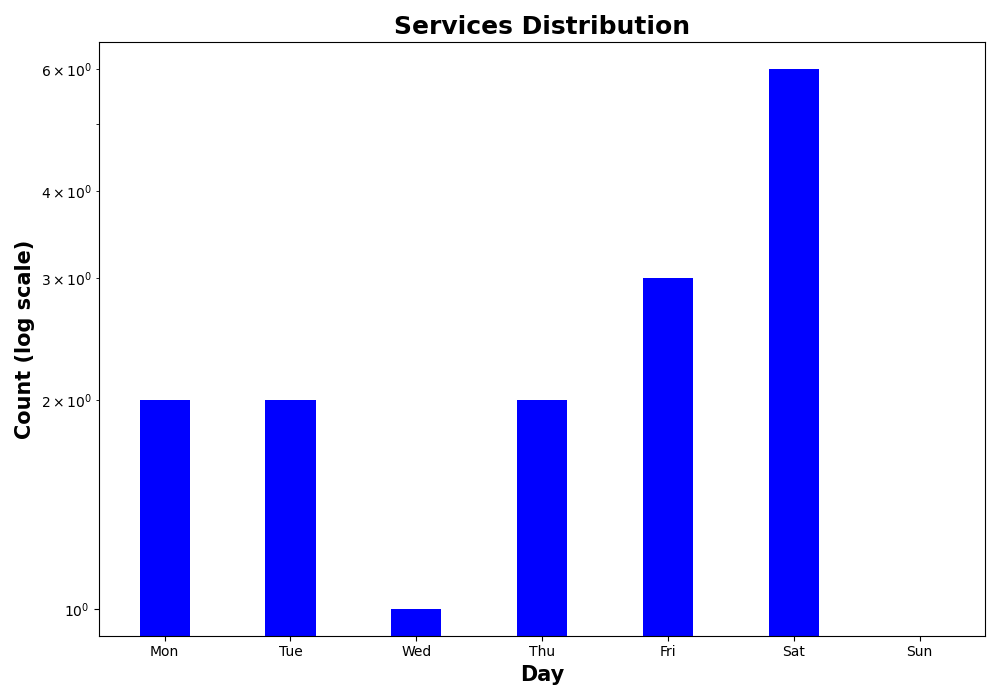 Services Distribution
Count (log scale)
6 × 10⁰
4 × 10⁰
3 × 10⁰
2 × 10⁰
10⁰
Mon Tue Wed Thu Fri Sat Sun
Day